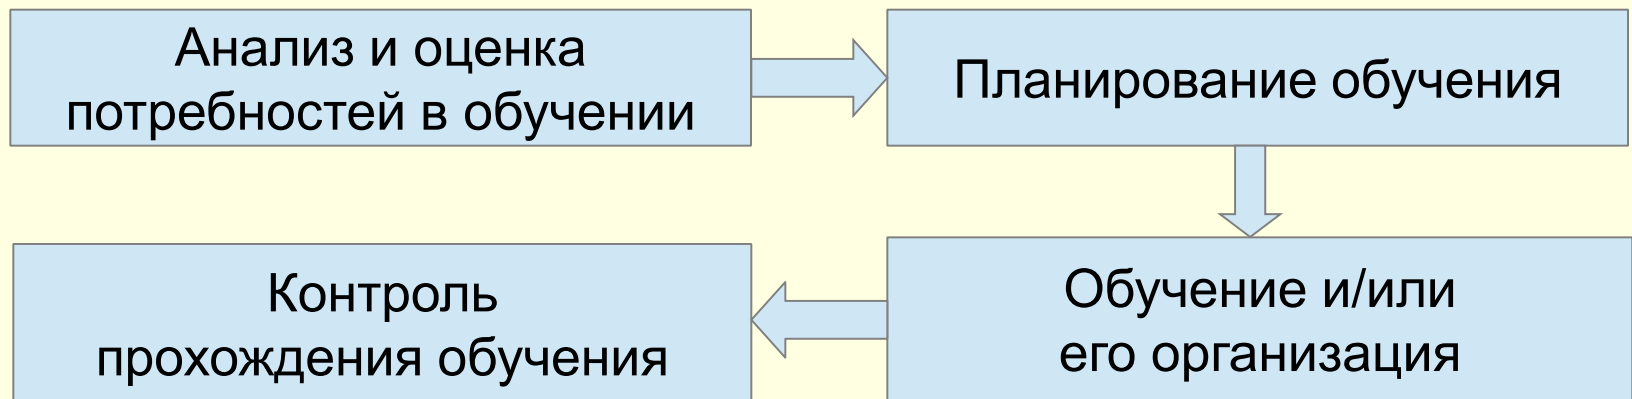 Анализ и оценка
потребностей в обучении
Планирование обучения
Обучение и/или
его организация
Контроль
прохождения обучения